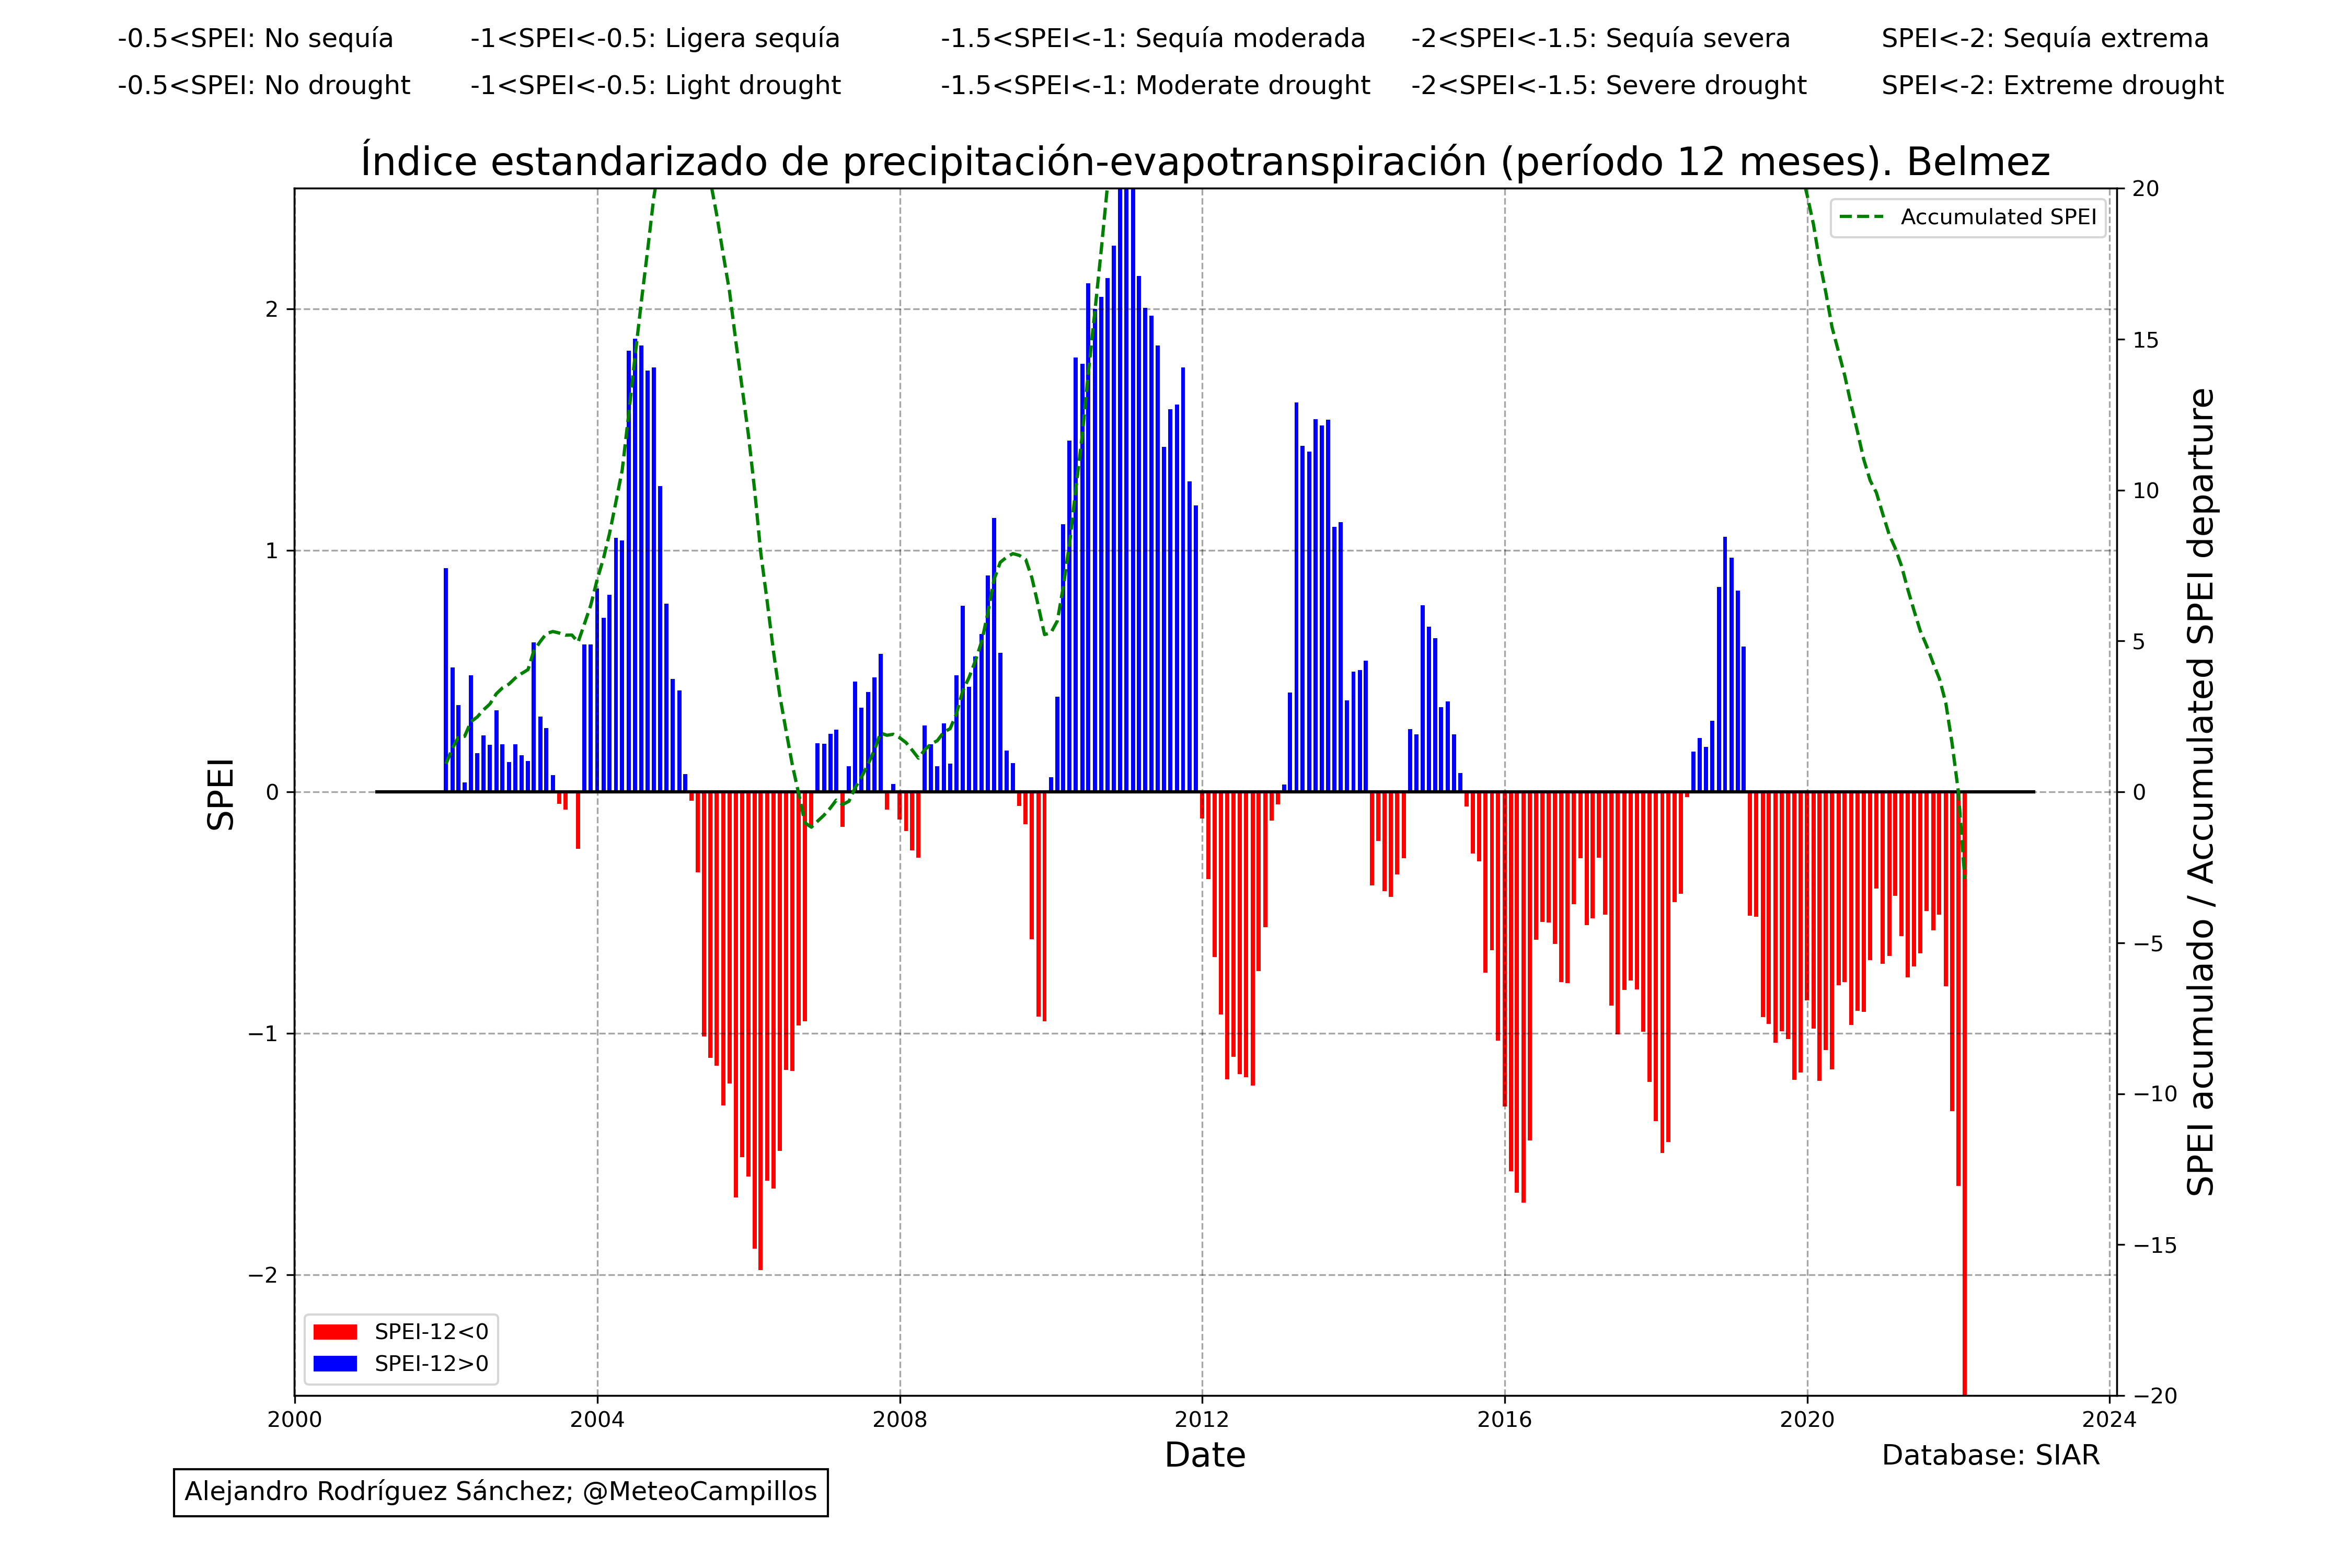 -0.5<SPEI: No sequía -1<SPEI<-0.5: Ligera sequía -1.5<SPEI<-1: Sequía moderada -2<SPEI<-1.5: Sequía severa SPEI<-2: Sequía extrema
-0.5<SPEI: No drought -1<SPEI<-0.5: Light drought -1.5<SPEI<-1: Moderate drought -2<SPEI<-1.5: Severe drought SPEI<-2: Extreme drought
Índice estandarizado de precipitación-evapotranspiración (período 12 meses). Belmez
Accumulated SPEI
2
1
0
−1
−2
SPEI
20
15
10
5
0
−5
−10
−15
−20
SPEI acumulado / Accumulated SPEI departure
SPEI-12<0
SPEI-12>0
2000 2004 2008 2012 2016 2020 2024
Date
Database: SIAR
Alejandro Rodríguez Sánchez; @MeteoCampillos